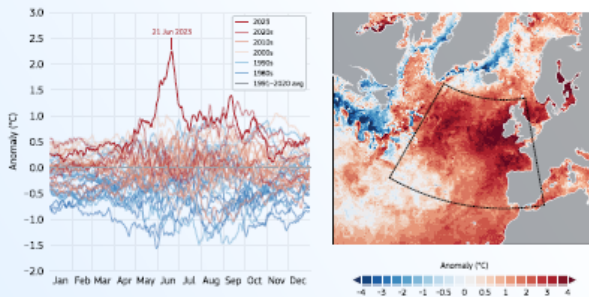 3.0
2.5
2.0
1.5
1.0
0.5
0.0
−0.5
−1.0
−1.5
−2.0
Anomaly (°C)
21 Jun 2023
2023
2020s
2010s
2000s
1990s
1980s
1991−2020 avg
Jan Feb Mar Apr May Jun Jul Aug Sep Oct Nov Dec
Anomaly (°C)
−4 −3 −2 −1 −0.5 0 0.5 1 2 3 4